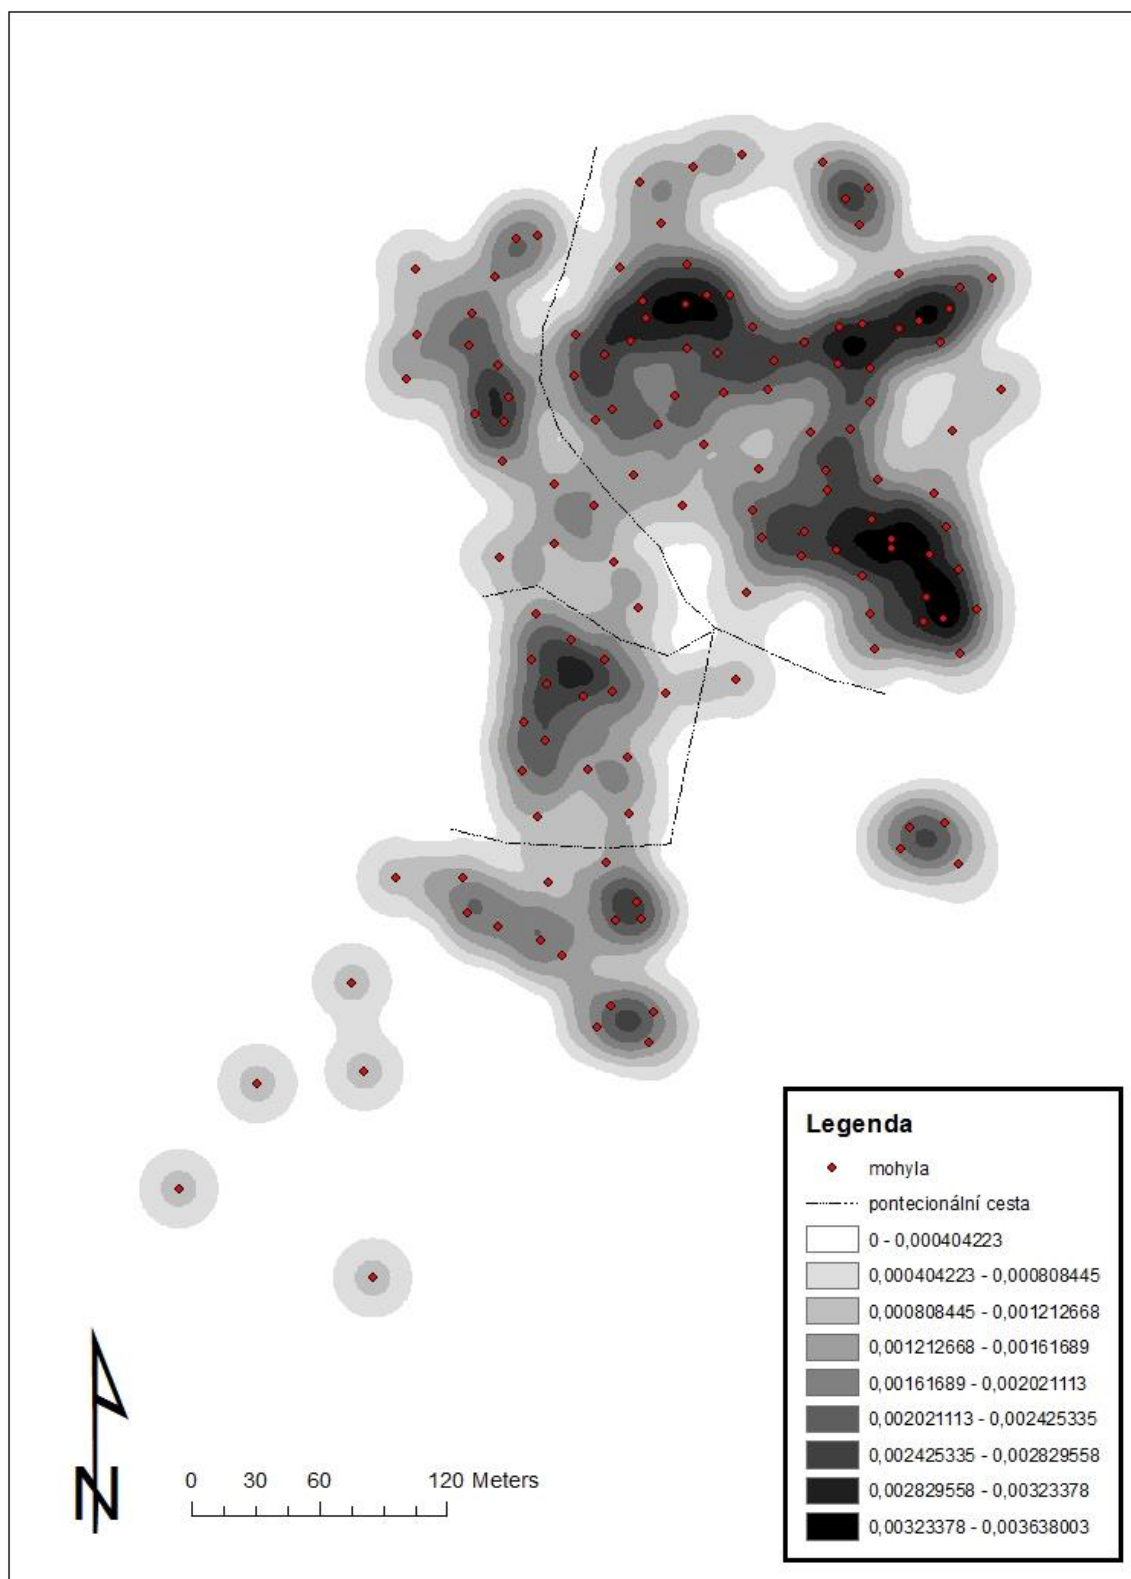 Legenda
mohyla
pontecionální cesta
0 - 0,000404223
0,000404223 - 0,000808445
0,000808445 - 0,001212668
0,001212668 - 0,00161689
0,00161689 - 0,002021113
0,002021113 - 0,002425335
0,002425335 - 0,002829558
0,002829558 - 0,00323378
0,00323378 - 0,003638003
N
0 30 60 120 Meters